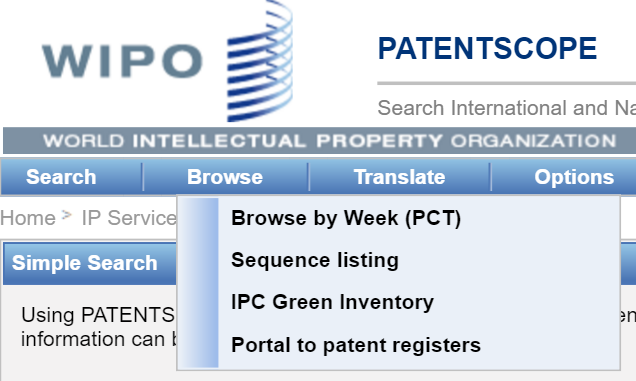 WIPO
PATENTSCOPE
Search International and Na
WORLD INTELLECTUAL PROPERTY ORGANIZATION
Search Browse Translate Options
Home > IP Service
Browse by Week (PCT)
Sequence listing
IPC Green Inventory
Portal to patent registers
Simple Search
Using PATENTS
information can